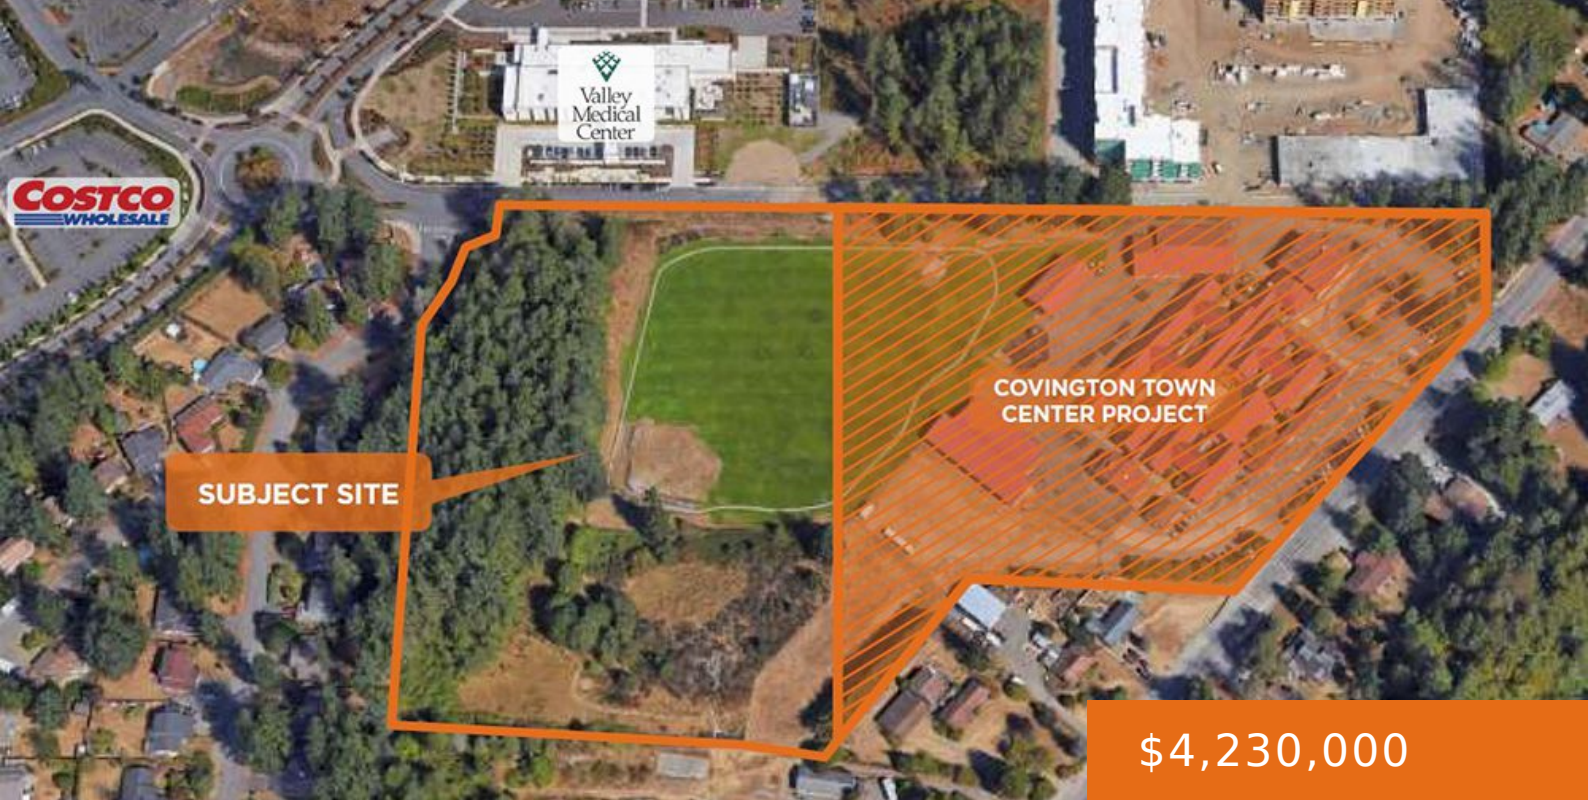 Valley
Medical
Center
COSTCO
WHOLESALE
COVINGTON TOWN
CENTER PROJECT
SUBJECT SITE
$4,230,000